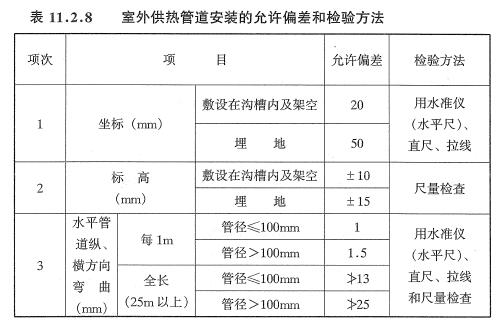 表 11.2.8 室外供热管道安装的允许偏差和检验方法
项次 项 目 允许偏差 检验方法
1 坐标（mm） 敷设在沟槽内及架空 20 用水准仪（水平尺）、直尺、拉线
埋 地 50
2 标 高（mm） 敷设在沟槽内及架空 ±10 尺量检查
埋 地 ±15
3 水平管道纵、横方向弯 曲（mm） 每1m 管径≤100mm 1 用水准仪（水平尺）、直尺、拉线和尺量检查
管径＞100mm 1.5
全长（25m以上） 管径≤100mm ≯13
管径＞100mm ≯25